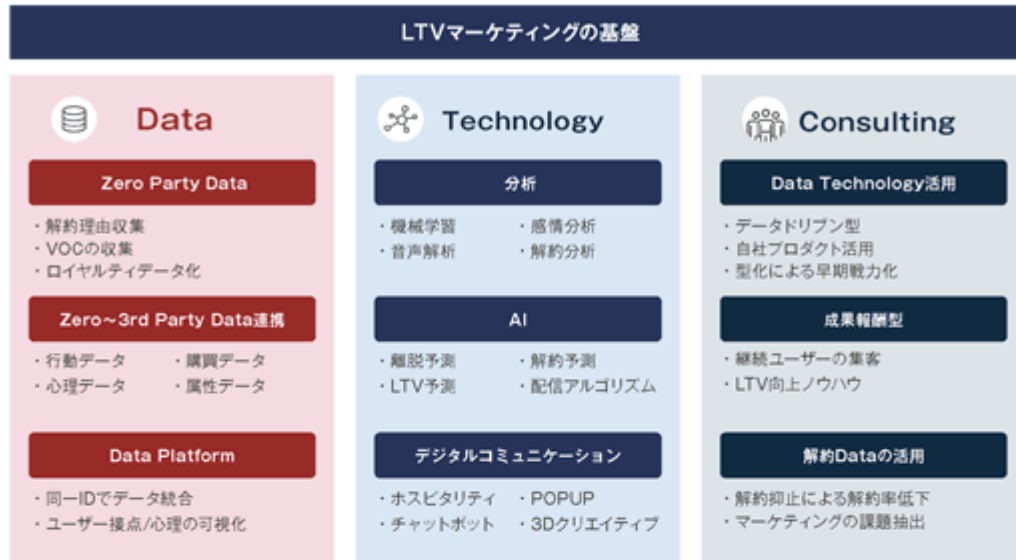 LTVマーケティングの基盤
Data
Zero Party Data
・解約理由収集
・VOCの収集
・ロイヤルティデータ化
Zero〜3rd Party Data連携
・行動データ ・購買データ
・心理データ ・属性データ
Data Platform
・同一IDでデータ統合
・ユーザー接点/心理の可視化
Technology
分析
・機械学習 ・感情分析
・音声解析 ・解約分析
AI
・離脱予測 ・解約予測
・LTV予測 ・配信アルゴリズム
デジタルコミュニケーション
・ホスピタリティ ・POPUP
・チャットボット ・3Dクリエイティブ
Consulting
Data Technology活用
・データドリブン型
・自社プロダクト活用
・型化による早期戦力化
成果報酬型
・継続ユーザーの集客
・LTV向上ノウハウ
解約Dataの活用
・解約抑止による解約率低下
・マーケティングの課題抽出